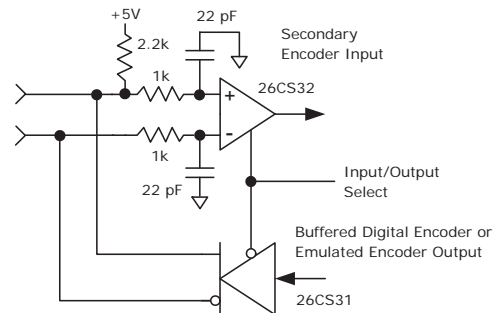 +5V
22 pF
Secondary
Encoder Input
2.2k
1k
26CS32
+
-
1k
22 pF
Input/Output
Select
Buffered Digital Encoder or
Emulated Encoder Output
26CS31